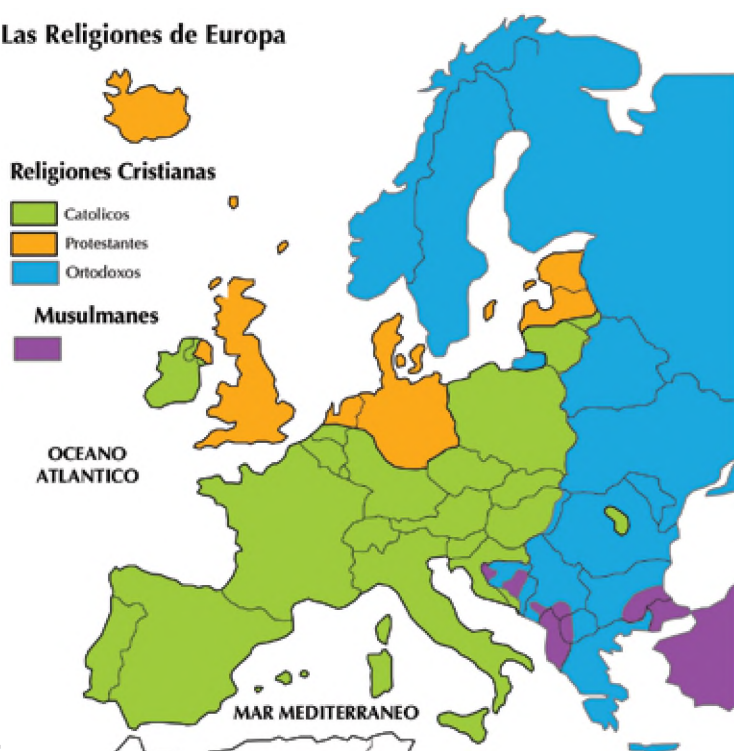 Las Religiones de Europa
Religiones Cristianas
Catolicos
Protestantes
Ortodoxos
Musulmanes
OCEANO
ATLANTICO
MAR MEDITERRANEO